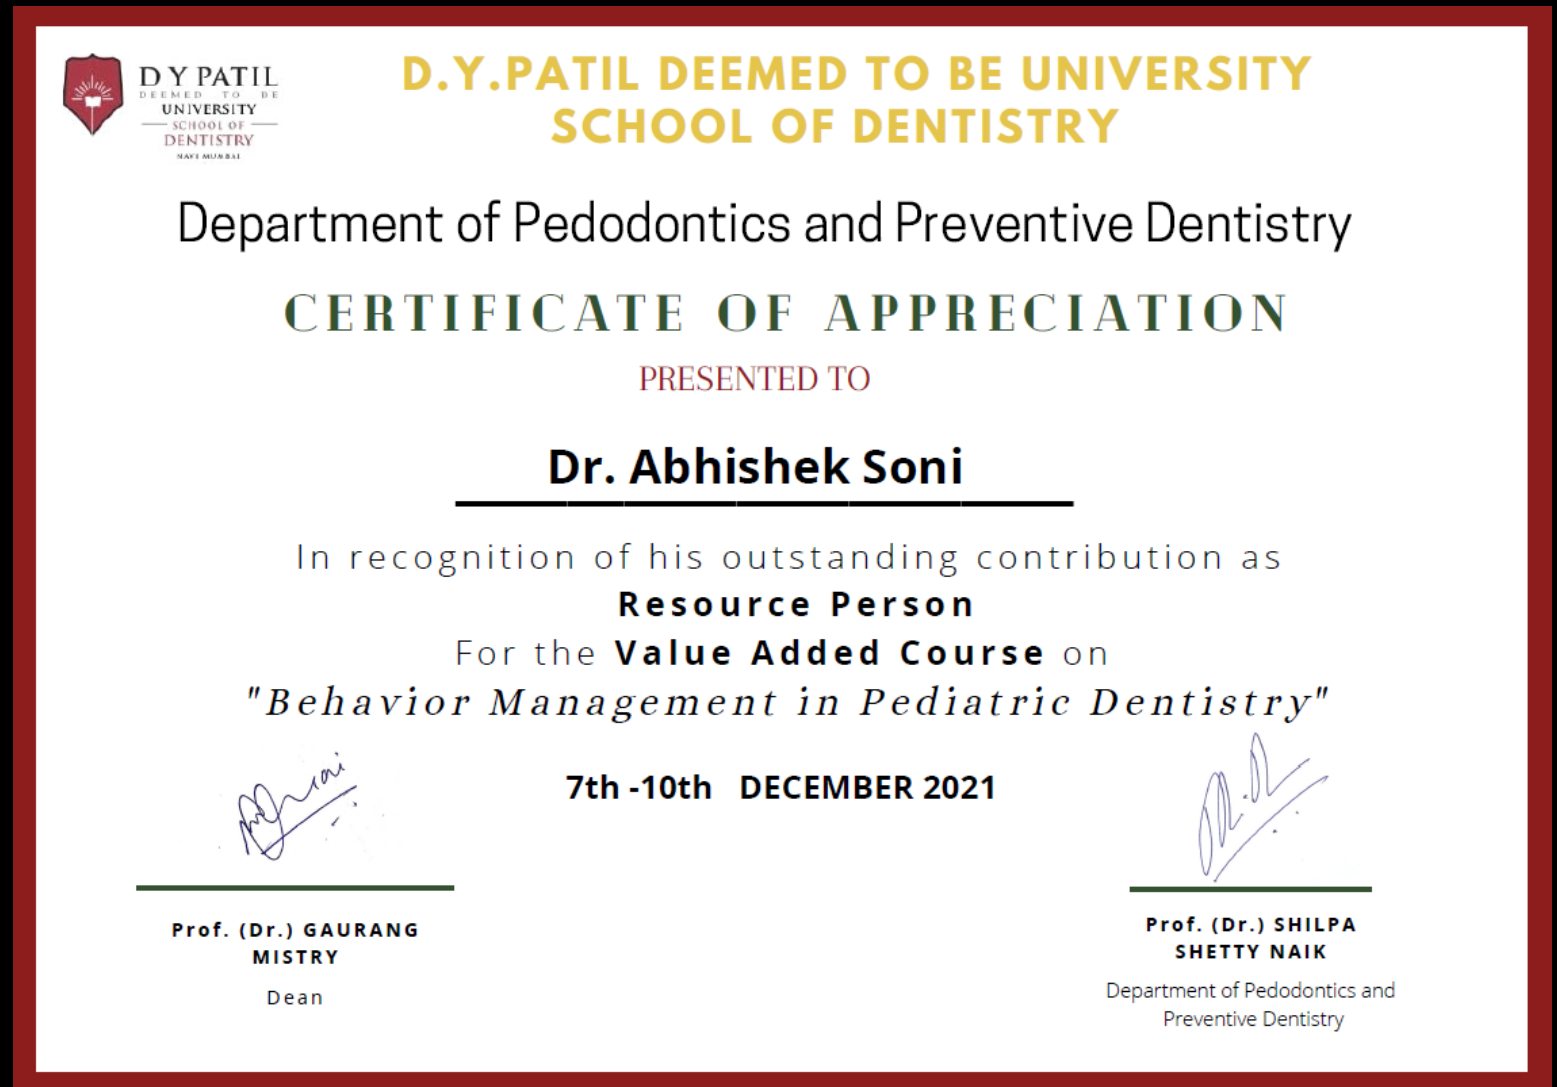 D Y PATIL
DEEMED TO BE
UNIVERSITY
SCHOOL OF
DENTISTRY
NAVI MUMBAI
D.Y.PATIL DEEMED TO BE UNIVERSITY
SCHOOL OF DENTISTRY
Department of Pedodontics and Preventive Dentistry
CERTIFICATE OF APPRECIATION
PRESENTED TO
Dr. Abhishek Soni
In recognition of his outstanding contribution as
Resource Person
For the Value Added Course on
"Behavior Management in Pediatric Dentistry"
7th -10th DECEMBER 2021
Prof. (Dr.) GAURANG
MISTRY
Dean
Prof. (Dr.) SHILPA
SHETTY NAIK
Department of Pedodontics and
Preventive Dentistry